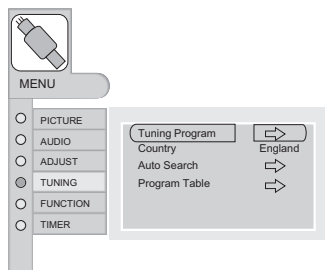 MENU
PICTURE
AUDIO
ADJUST
TUNING
FUNCTION
TIMER
Tuning Program
Country England
Auto Search
Program Table